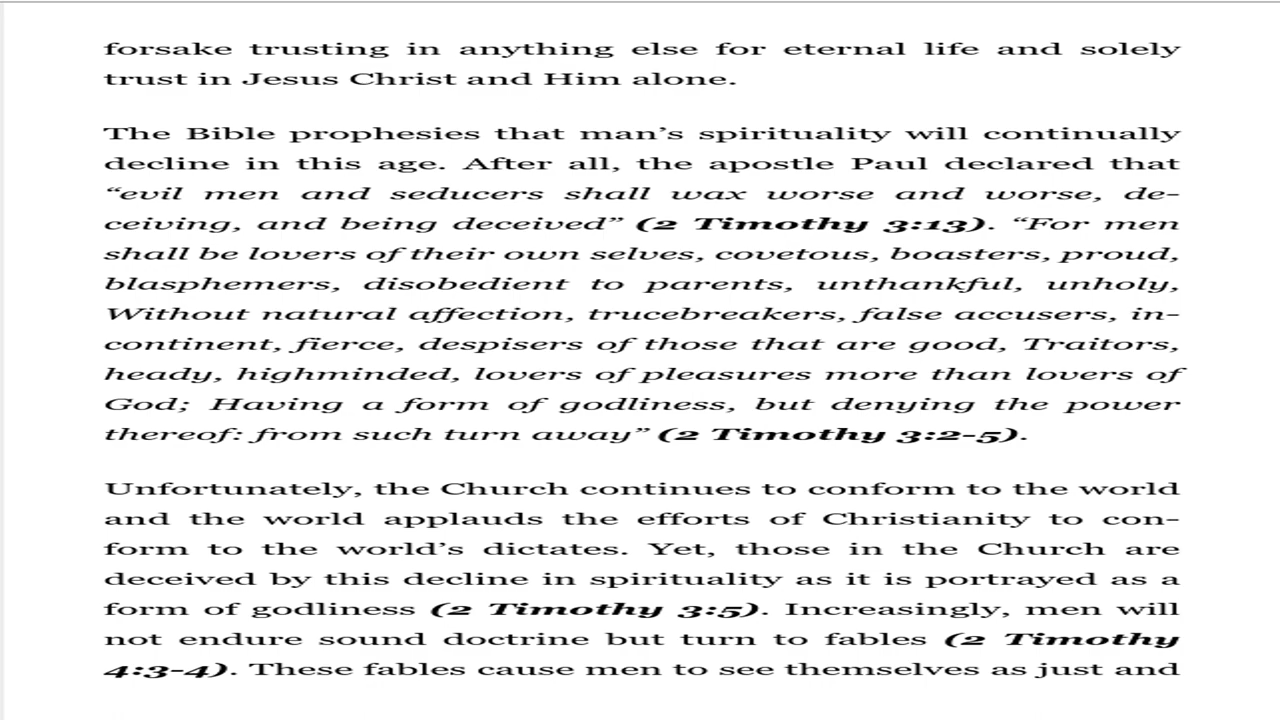 forsake trusting in anything else for eternal life and solely
trust in Jesus Christ and Him alone.
The Bible prophesies that man’s spirituality will continually
decline in this age. After all, the apostle Paul declared that
“evil men and seducers shall wax worse and worse, de-
ceiving, and being deceived” (2 Timothy 3:13). “For men
shall be lovers of their own selves, covetous, boasters, proud,
blasphemers, disobedient to parents, unthankful, unholy,
Without natural affection, trucebreakers, false accusers, in-
continent, fierce, despisers of those that are good, Traitors,
heady, highminded, lovers of pleasures more than lovers of
God; Having a form of godliness, but denying the power
thereof: from such turn away” (2 Timothy 3:2-5).
Unfortunately, the Church continues to conform to the world
and the world applauds the efforts of Christianity to con-
form to the world’s dictates. Yet, those in the Church are
deceived by this decline in spirituality as it is portrayed as a
form of godliness (2 Timothy 3:5). Increasingly, men will
not endure sound doctrine but turn to fables (2 Timothy
4:3-4). These fables cause men to see themselves as just and